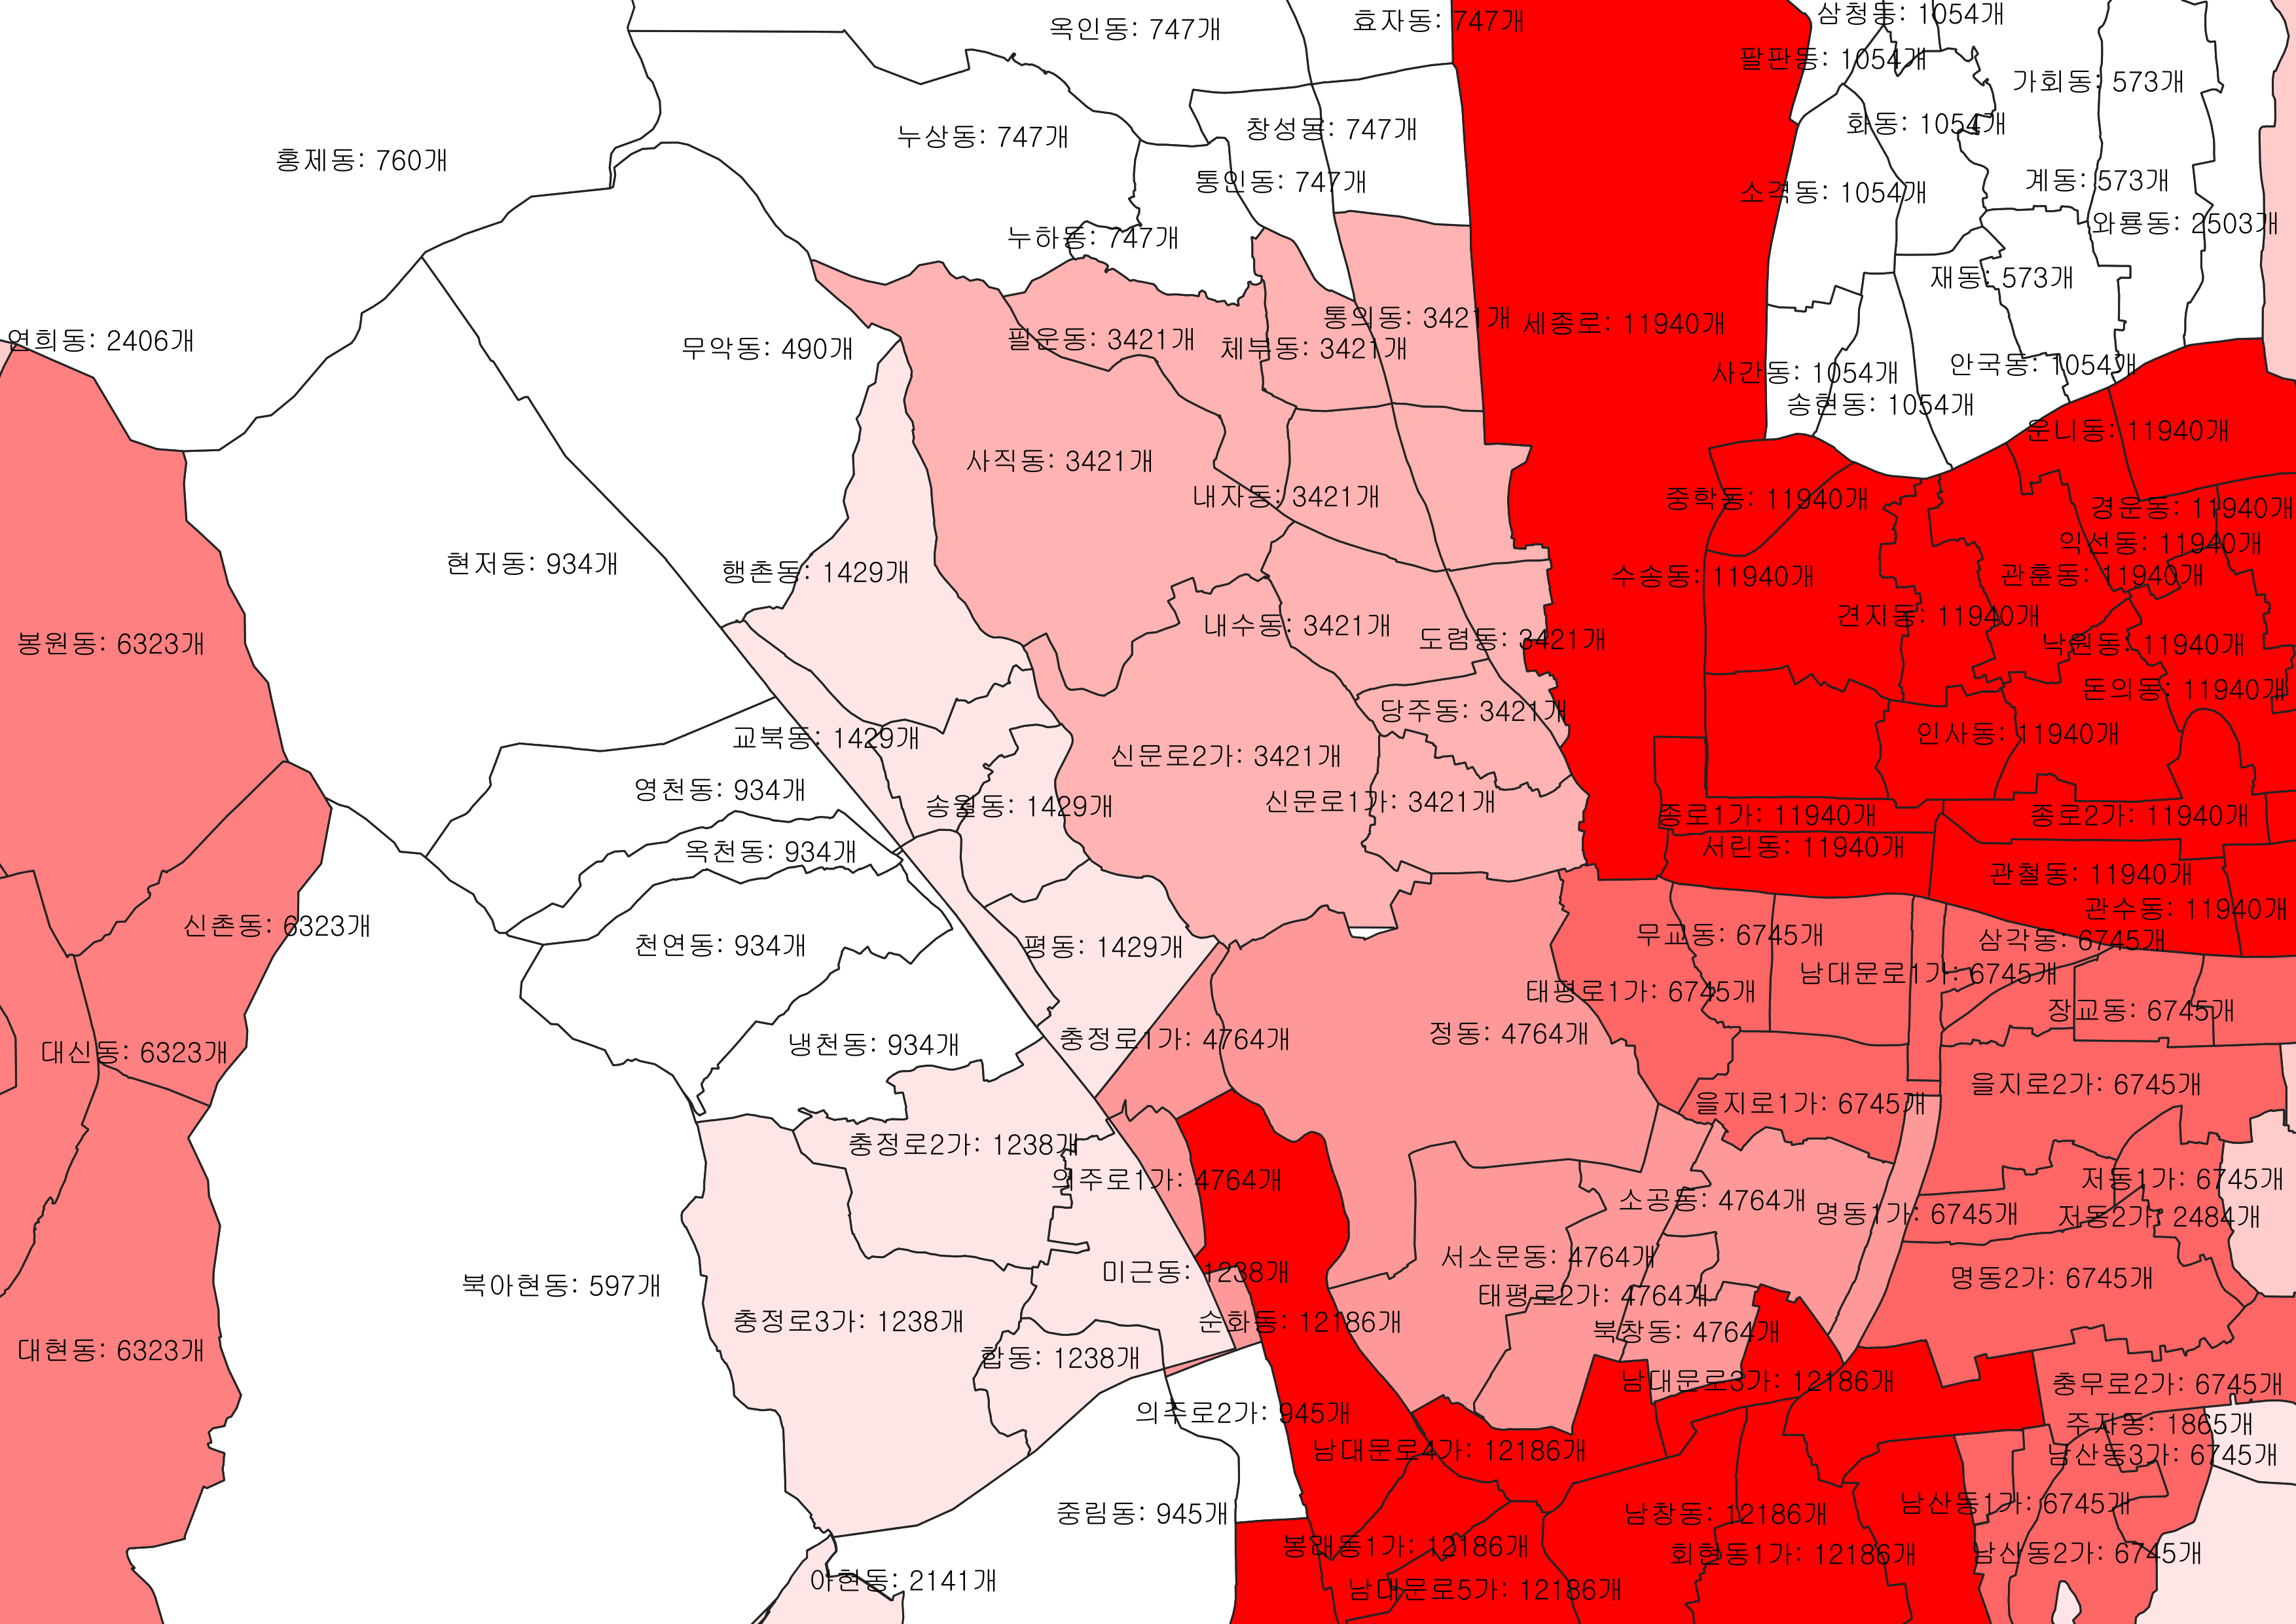 삼청동: 1054개
효자동: 747개
옥인동: 747개
팔판동: 1054개
가회동: 573개
화동: 1054개
창성동: 747개
누상동: 747개
홍제동: 760개
통인동: 747개
계동: 573개
소격동: 1054개
와룡동: 2503개
누하동: 747개
재동: 573개
통의동: 3421개
세종로: 11940개
연희동: 2406개
팔운동: 3421개
체부동: 3421개
무악동: 490개
안국동: 1054개
사간동: 1054개
송현동: 1054개
운니동: 11940개
사직동: 3421개
내자동: 3421개
중학동: 11940개
경운동: 11940개
익선동: 11940개
현저동: 934개
행촌동: 1429개
수송동: 11940개
관훈동: 11940개
견지동: 11940개
내수동: 3421개
도렴동: 3421개
봉원동: 6323개
낙원동: 11940개
돈의동: 11940개
당주동: 3421개
교북동: 1429개
인사동: 11940개
신문로2가: 3421개
영천동: 934개
송월동: 1429개
신문로1가: 3421개
종로1가: 11940개
종로2가: 11940개
옥천동: 934개
서린동: 11940개
관철동: 11940개
관수동: 11940개
신촌동: 6323개
천연동: 934개
평동: 1429개
무교동: 6745개
삼각동: 6745개
남대문로1가: 6745개
태평로1가: 6745개
장교동: 6745개
정동: 4764개
충정로1가: 4764개
냉천동: 934개
대신동: 6323개
을지로2가: 6745개
을지로1가: 6745개
충정로2가: 1238개
의주로1가: 4764개
저동1가: 6745개
소공동: 4764개
명동1가: 6745개
저동2가: 2484개
서소문동: 4764개
미근동: 1238개
명동2가: 6745개
북아현동: 597개
태평로2가: 4764개
충정로3가: 1238개
순화동: 12186개
북창동: 4764개
대현동: 6323개
합동: 1238개
남대문로3가: 12186개
충무로2가: 6745개
의주로2가: 945개
주자동: 1865개
남대문로4가: 12186개
남산동3가: 6745개
남산동1가: 6745개
중림동: 945개
남창동: 12186개
봉래동1가: 12186개
회현동1가: 12186개
남산동2가: 6745개
아현동: 2141개
남대문로5가: 12186개